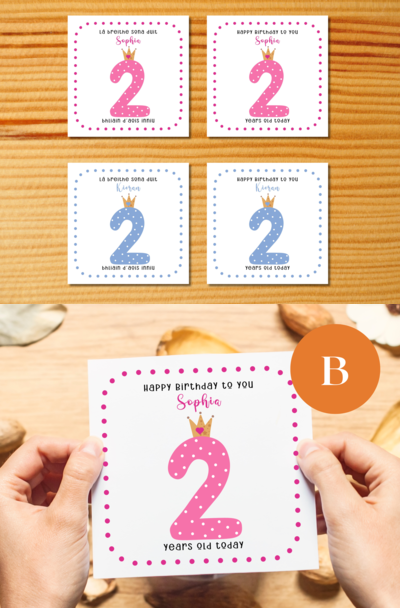 La breithe sona duit
Sophia
2
bhliain d'aois inniu
Happy Birthday to you
Sophia
2
years old today
La breithe sona duit
Kieran
2
bhliain d'aois inniu
Happy Birthday to you
Kieran
2
years old today
B
Happy Birthday to you
Sophia
2
years old today